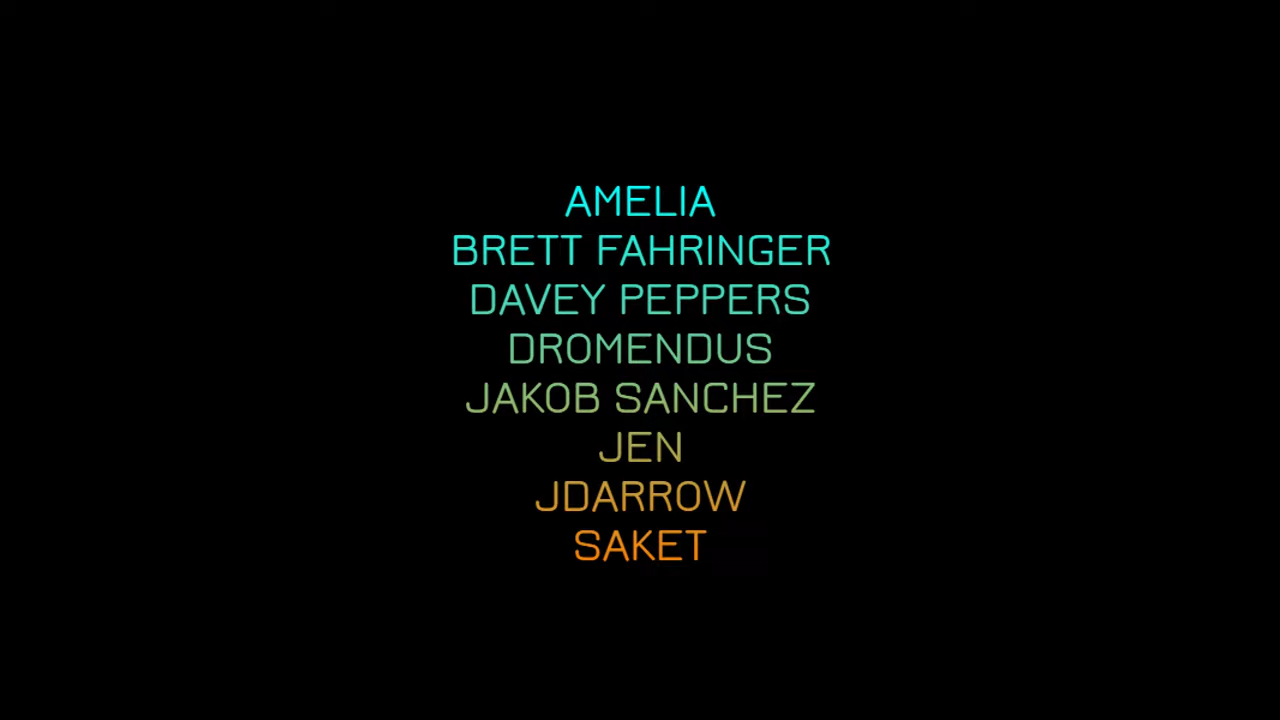 AMELIA
BRETT FAHRINGER
DAVEY PEPPERS
DROMENDUS
JAKOB SANCHEZ
JEN
JDARROW
SAKET